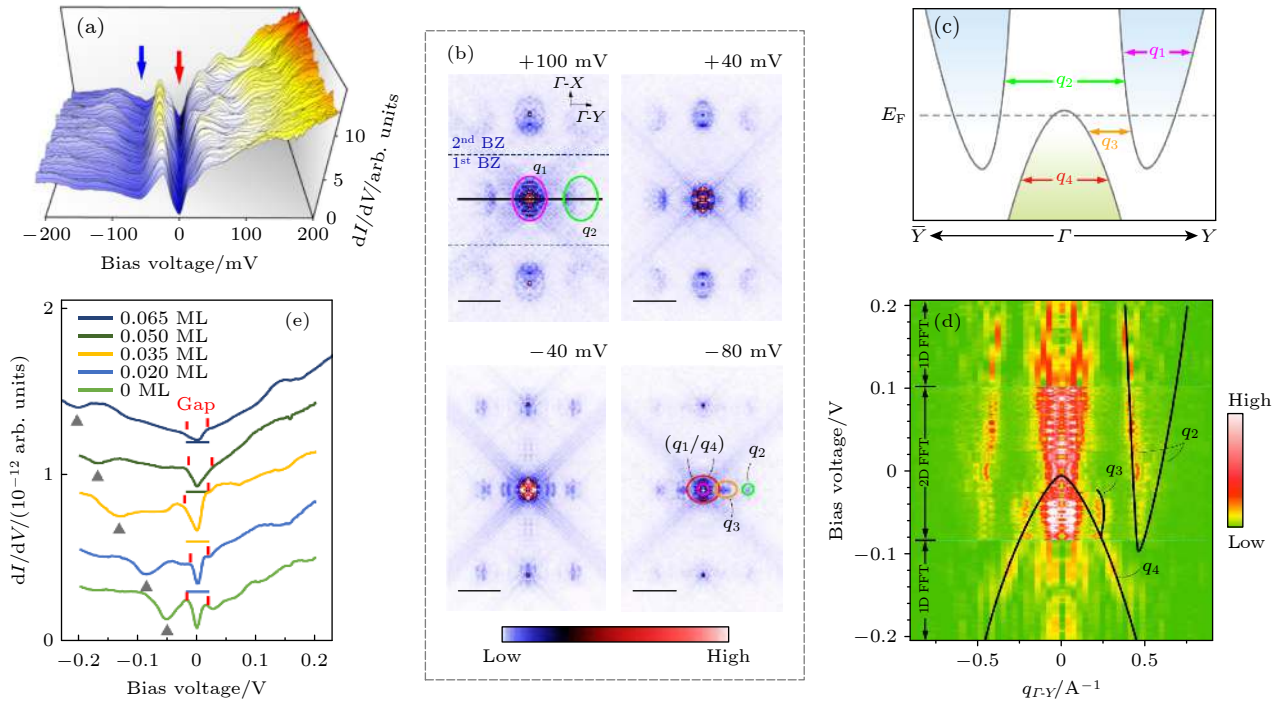 (a)
dI/dV/arb. units
10
5
0
−200
−100
0
100
200
Bias voltage/mV
(b)
+100 mV
+40 mV
Γ-X
Γ-Y
2nd BZ
1st BZ
q1
q2
−40 mV
−80 mV
(q1/q4)
q2
q3
Low
High
(c)
q1
q2
EF
q3
q4
Y̅
Γ
Y
(e)
2
1
0
dI/dV/(10−12 arb. units)
0.065 ML
0.050 ML
0.035 ML
0.020 ML
0 ML
Gap
−0.2
−0.1
0
0.1
0.2
Bias voltage/V
(d)
0.2
0.1
0
−0.1
−0.2
Bias voltage/V
1D FFT
2D FFT
1D FFT
q2
q3
q4
−0.5
0
0.5
qΓ-Y/A−1
High
Low